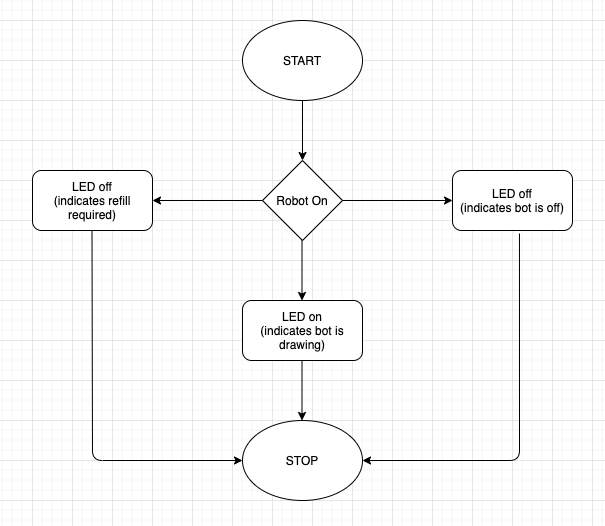 START
LED off
(indicates refill
required)
Robot On
LED off
(indicates bot is off)
LED on
(indicates bot is
drawing)
STOP